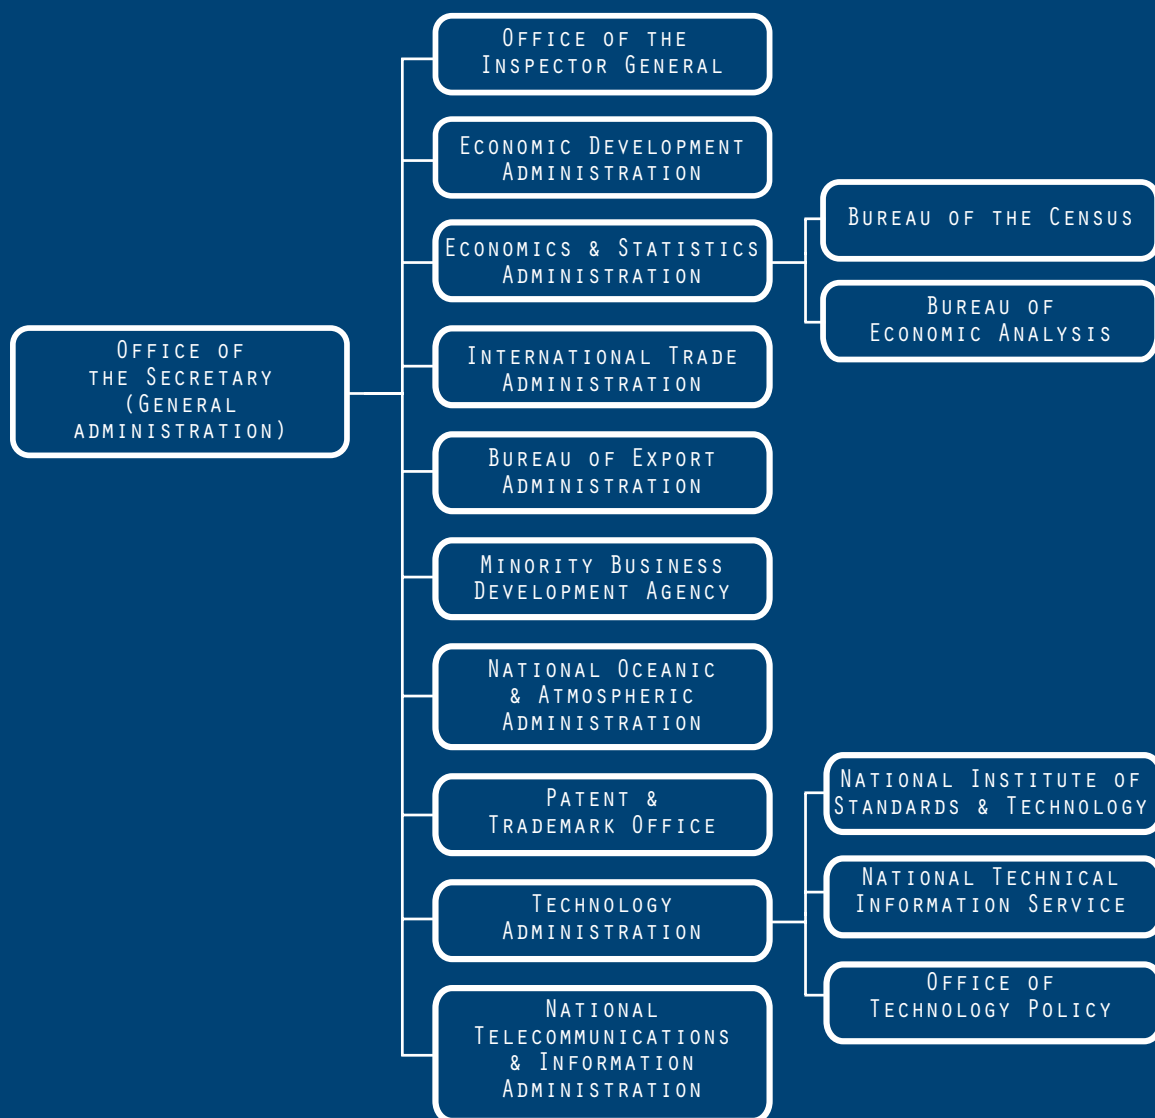 Office of the
Inspector General
Economic Development
Administration
Economics & Statistics
Administration
Bureau of the Census
Bureau of
Economic Analysis
Office of
the Secretary
(General
administration)
International Trade
Administration
Bureau of Export
Administration
Minority Business
Development Agency
National Oceanic
& Atmospheric
Administration
Patent &
Trademark Office
Technology
Administration
National Institute of
Standards & Technology
National Technical
Information Service
Office of
Technology Policy
National
Telecommunications
& Information
Administration